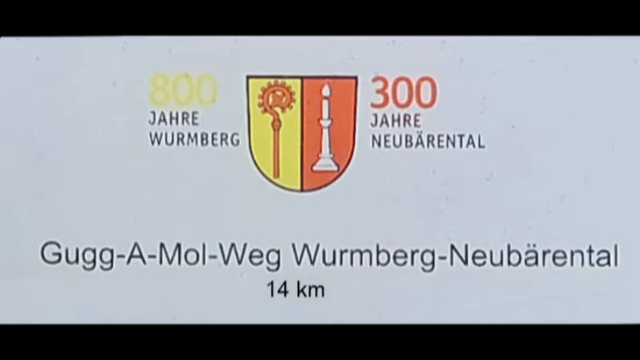 800
JAHRE
WURMBERG
300
JAHRE
NEUBÄRENTAL
Gugg-A-Mol-Weg Wurmberg-Neubärental
14 km